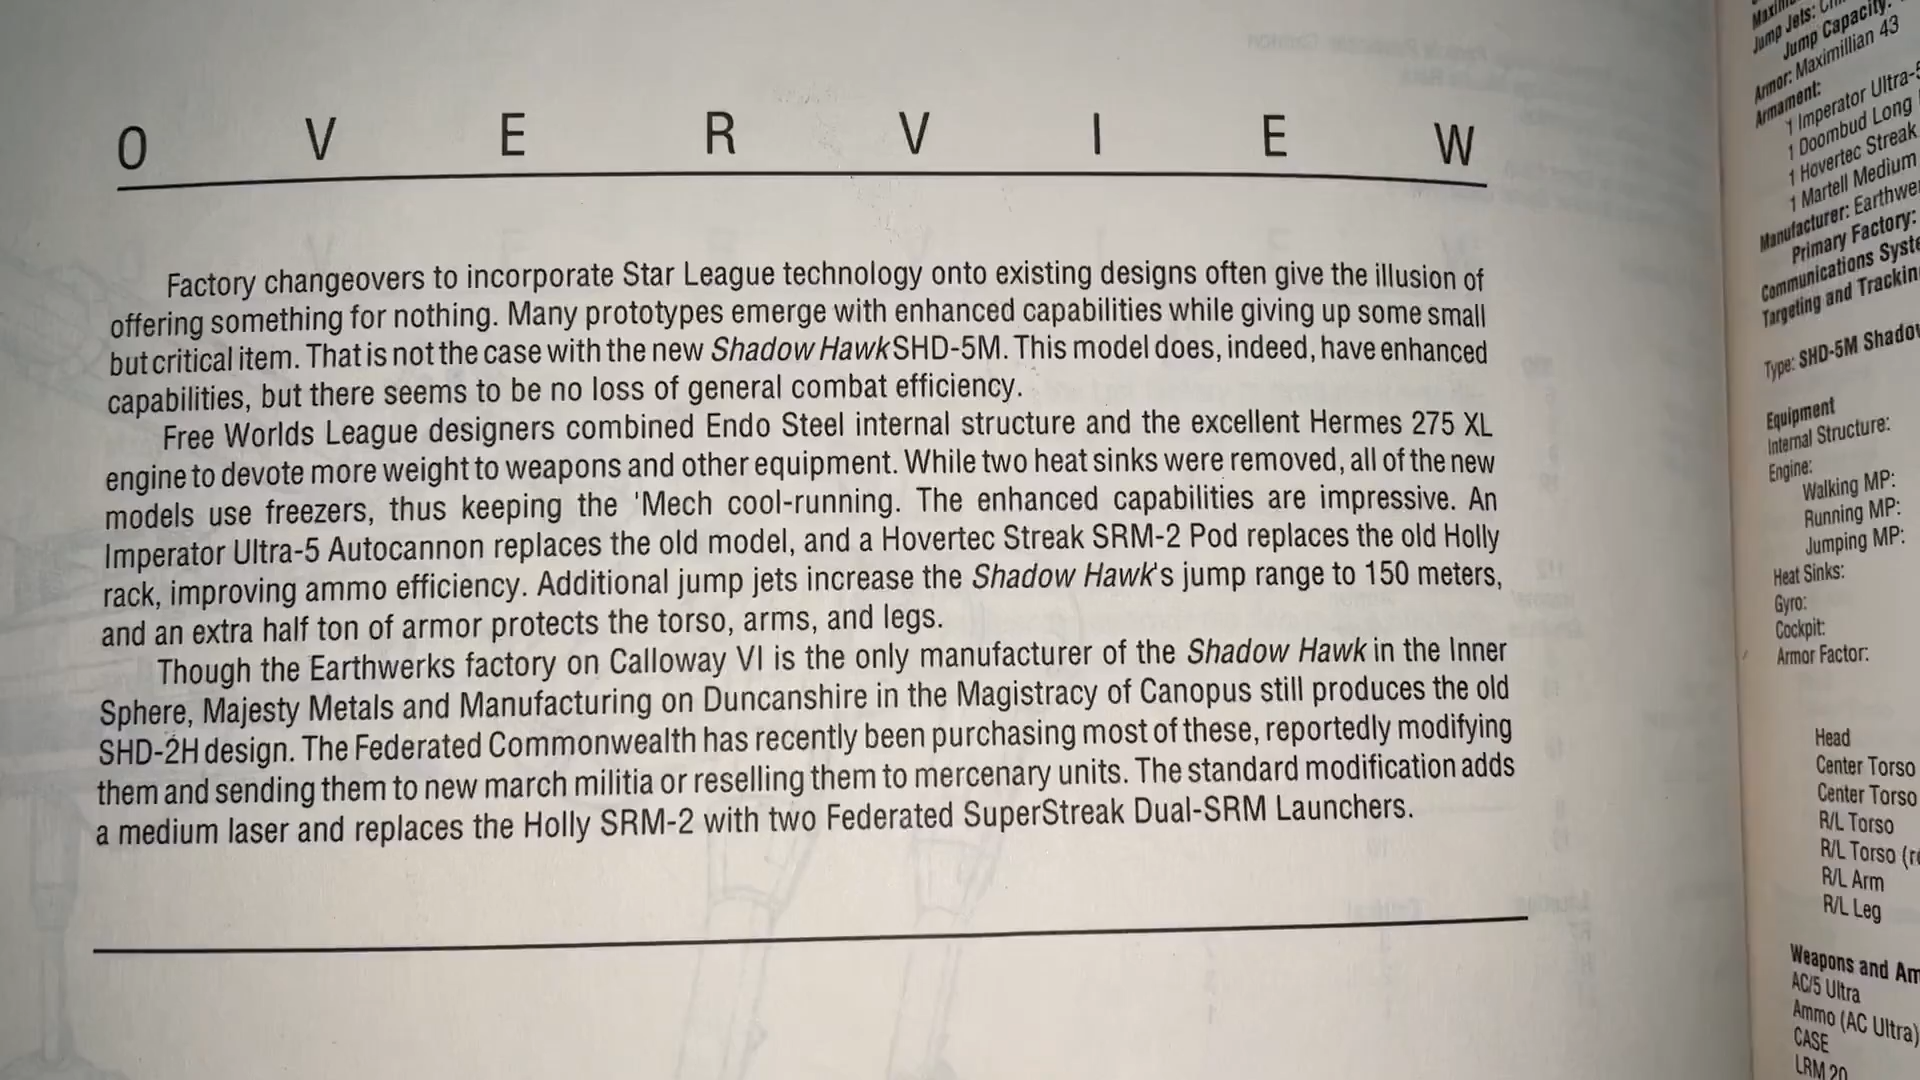 O V E R V I E W
Factory changeovers to incorporate Star League technology onto existing designs often give the illusion of
offering something for nothing. Many prototypes emerge with enhanced capabilities while giving up some small
but critical item. That is not the case with the new Shadow Hawk SHD-5M. This model does, indeed, have enhanced
capabilities, but there seems to be no loss of general combat efficiency.
Free Worlds League designers combined Endo Steel internal structure and the excellent Hermes 275 XL
engine to devote more weight to weapons and other equipment. While two heat sinks were removed, all of the new
models use freezers, thus keeping the 'Mech cool-running. The enhanced capabilities are impressive. An
Imperator Ultra-5 Autocannon replaces the old model, and a Hovertec Streak SRM-2 Pod replaces the old Holly
rack, improving ammo efficiency. Additional jump jets increase the Shadow Hawk's jump range to 150 meters,
and an extra half ton of armor protects the torso, arms, and legs.
Though the Earthwerks factory on Calloway VI is the only manufacturer of the Shadow Hawk in the Inner
Sphere, Majesty Metals and Manufacturing on Duncanshire in the Magistracy of Canopus still produces the old
SHD-2H design. The Federated Commonwealth has recently been purchasing most of these, reportedly modifying
them and sending them to new march militia or reselling them to mercenary units. The standard modification adds
a medium laser and replaces the Holly SRM-2 with two Federated SuperStreak Dual-SRM Launchers.
Jump Jets:
Jump Capacity:
Armor: Maximillian 43
Armament:
1 Imperator Ultra-5
1 Doombud Long
1 Hovertec Streak
1 Martell Medium
Manufacturer: Earthwe
Primary Factory:
Communications Syste
Targeting and Trackin
Type: SHD-5M Shadow
Equipment
Internal Structure:
Engine:
Walking MP:
Running MP:
Jumping MP:
Heat Sinks:
Gyro:
Cockpit:
Armor Factor:
Head
Center Torso
Center Torso
R/L Torso
R/L Torso (re
R/L Arm
R/L Leg
Weapons and Am
AC/5 Ultra
Ammo (AC Ultra)
CASE
LRM 20